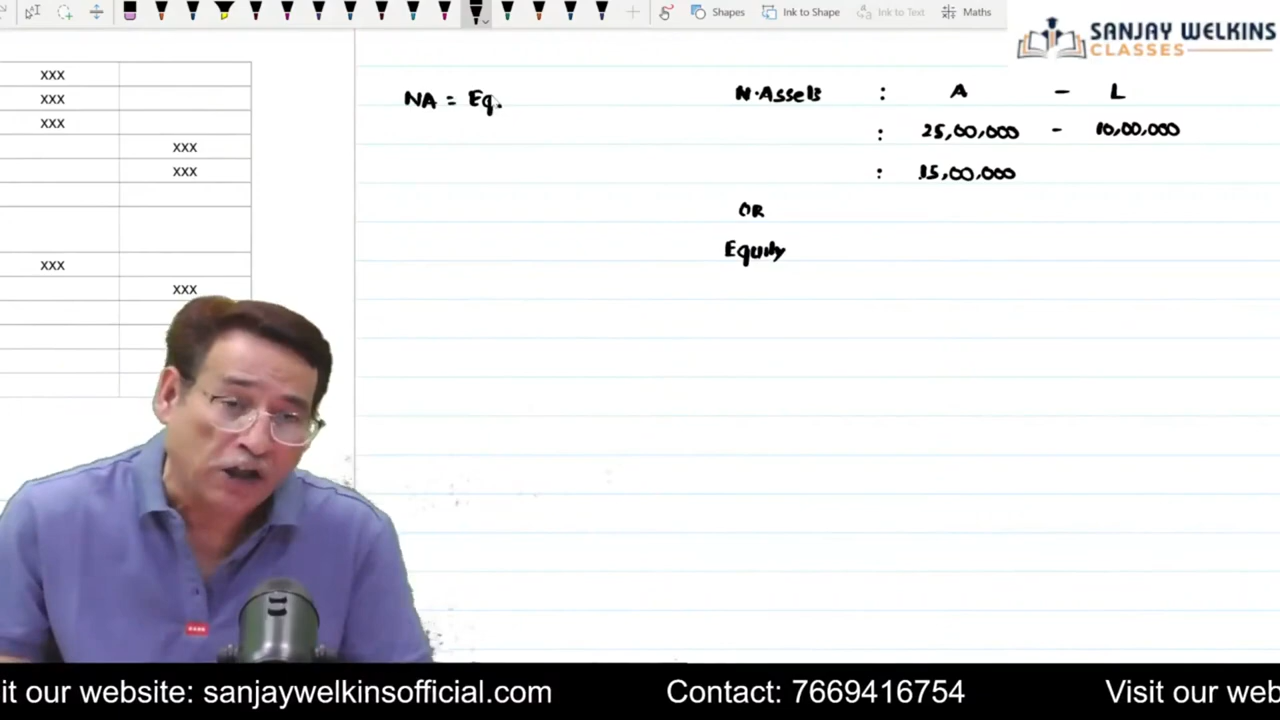 Shapes Ink to Shape Ink to Text Maths
SANJAY WELKINS
CLASSES
xxx
xxx
xxx
xxx
xxx
xxx
xxx
NA = Eq.
N.Assets : A - L
: 25,00,000 - 10,00,000
: 15,00,000
OR
Equity
it our website: sanjaywelkinsofficial.com Contact: 7669416754 Visit our web